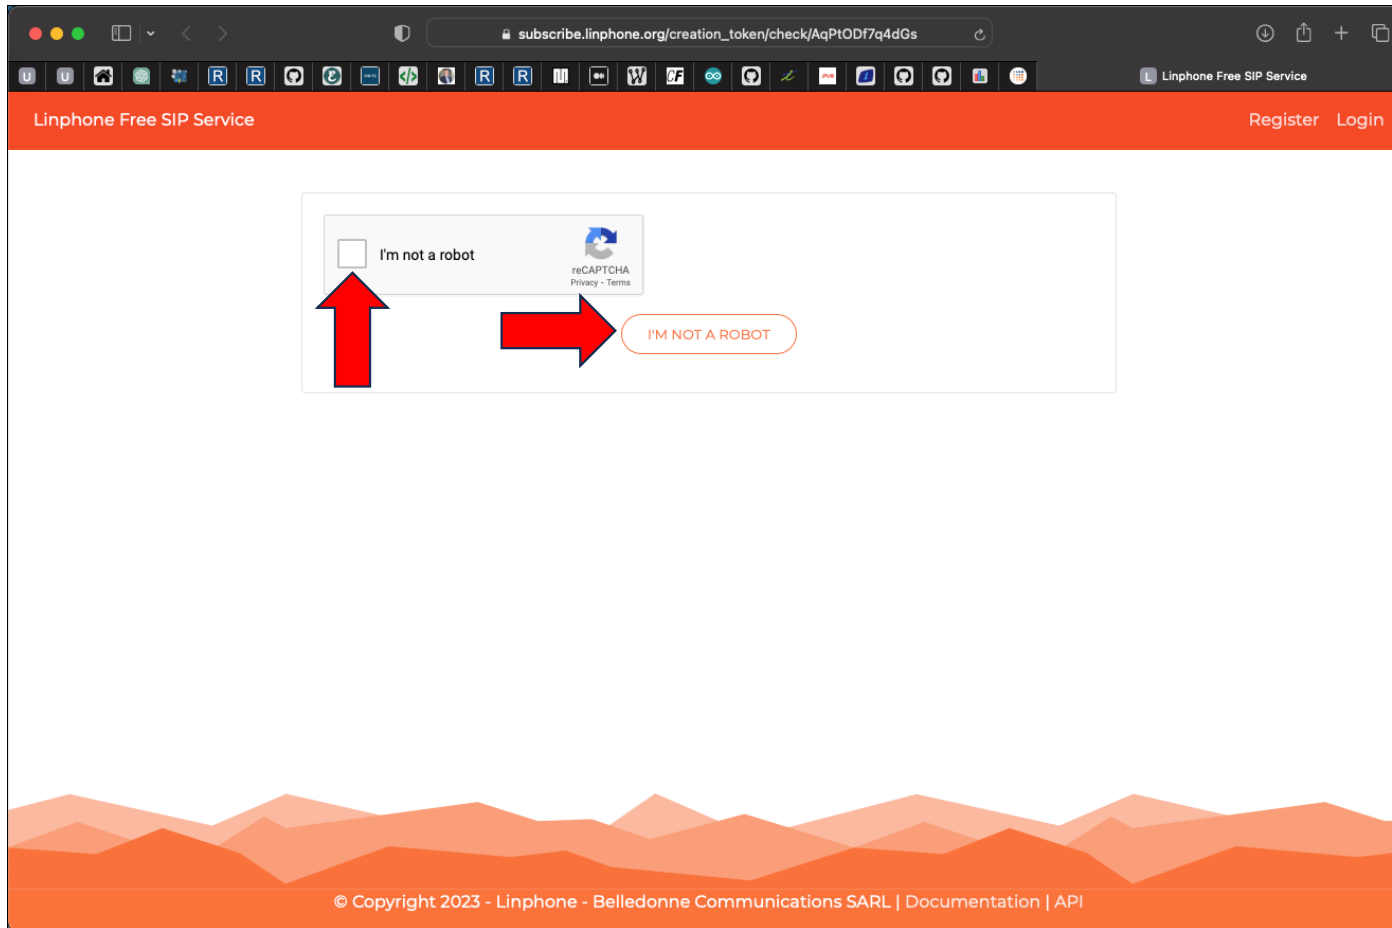 subscribe.linphone.org/creation_token/check/AqPtODf7q4dGs
U U R R R R CF
Linphone Free SIP Service
Linphone Free SIP Service
Register Login
I'm not a robot
reCAPTCHA
Privacy - Terms
I'M NOT A ROBOT
© Copyright 2023 - Linphone - Belledonne Communications SARL | Documentation | API